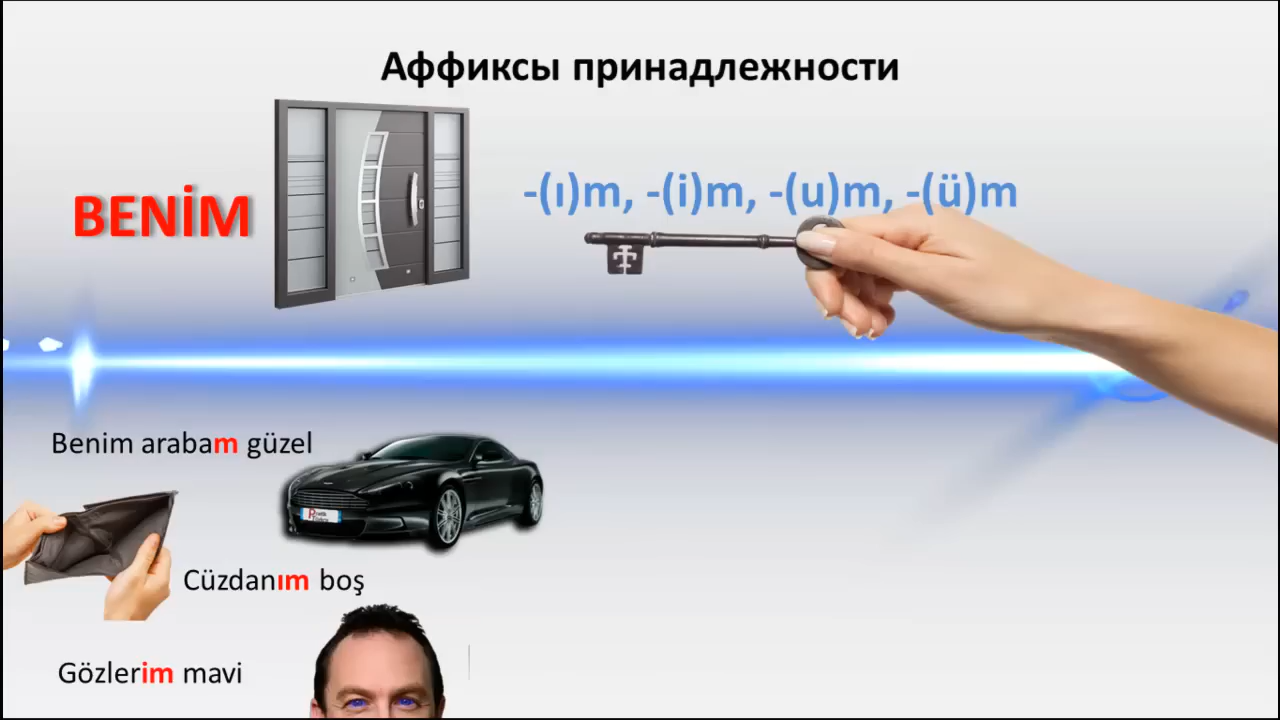 Аффиксы принадлежности
BENİM
-(ı)m, -(i)m, -(u)m, -(ü)m
Benim arabam güzel
Cüzdanım boş
Gözlerim mavi